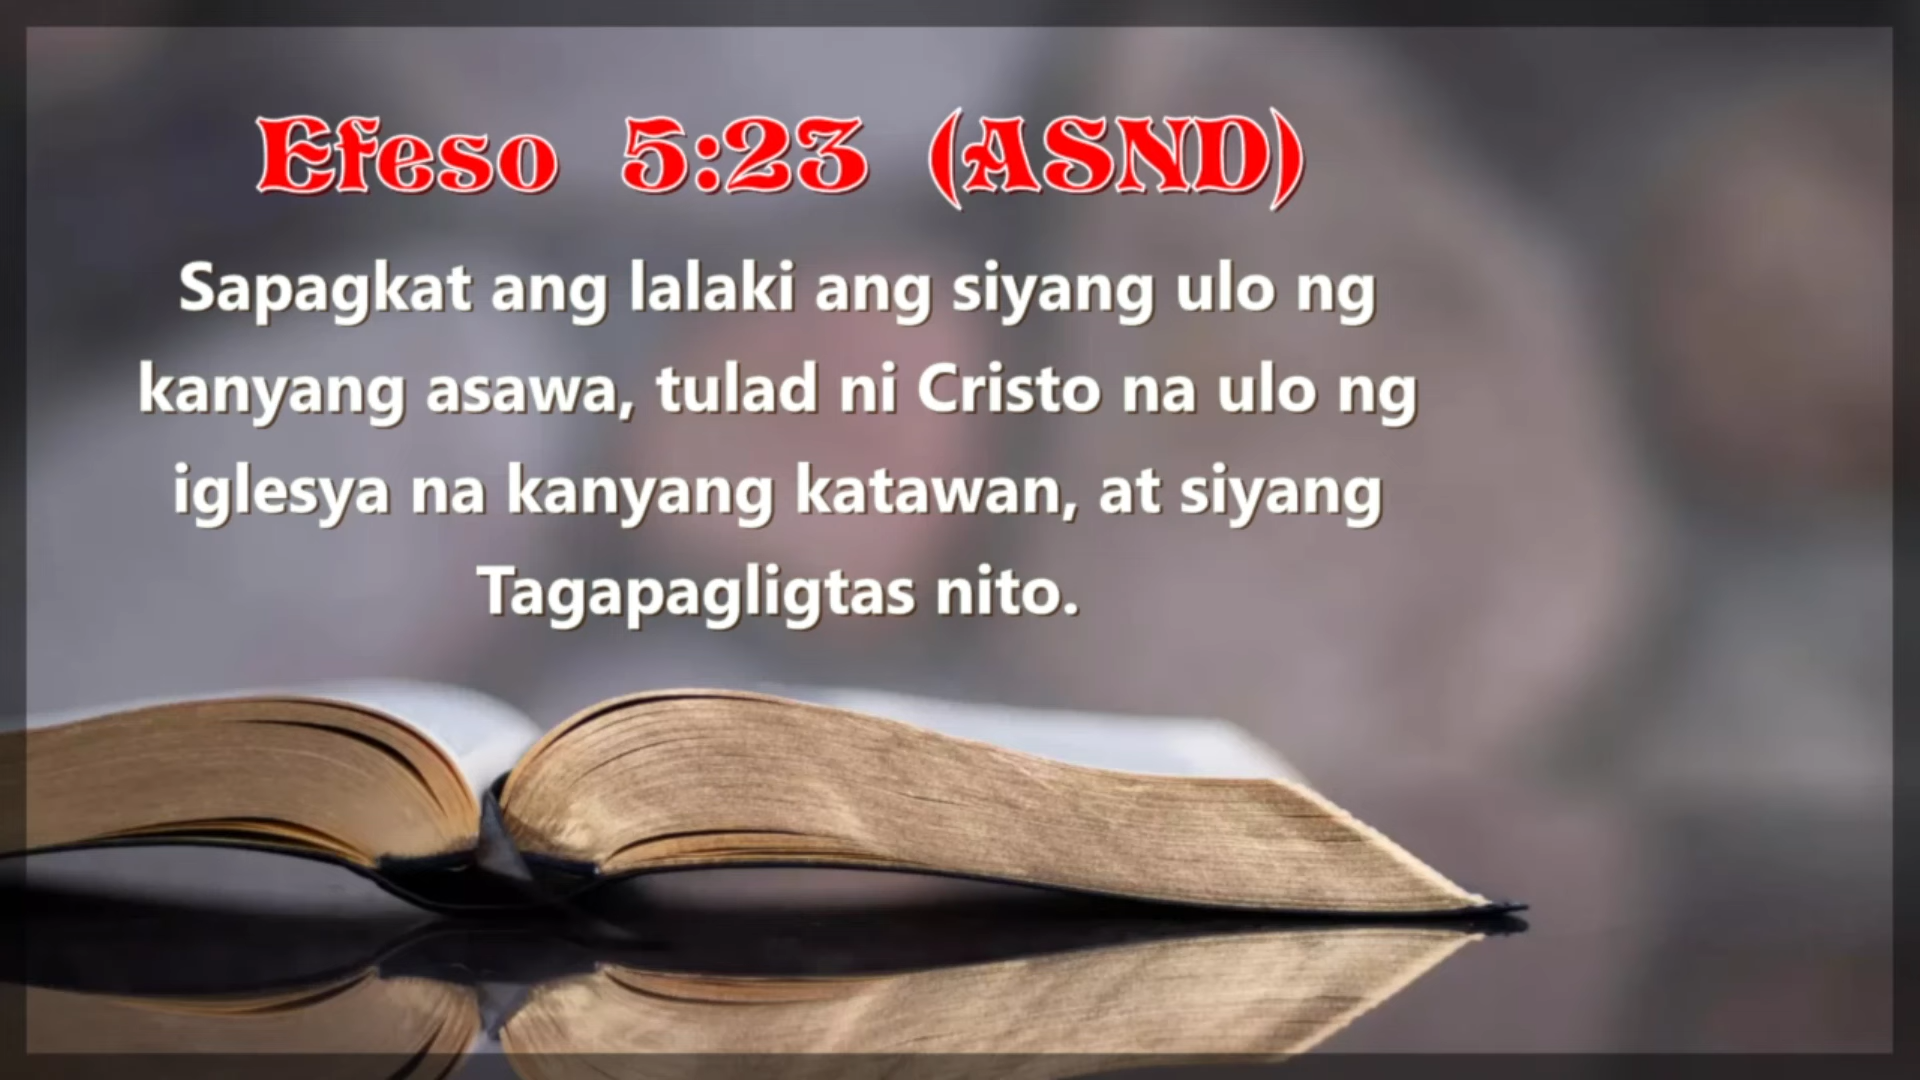 Efeso 5:23 (ASND)
Sapagkat ang lalaki ang siyang ulo ng
kanyang asawa, tulad ni Cristo na ulo ng
iglesya na kanyang katawan, at siyang
Tagapagligtas nito.